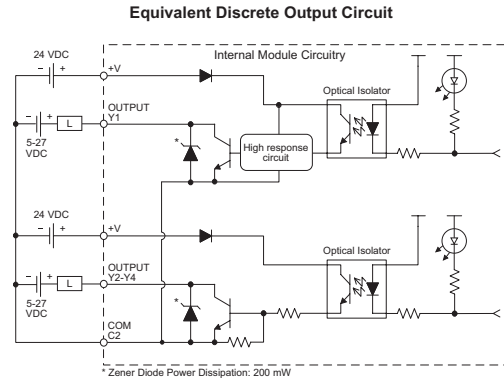 Equivalent Discrete Output Circuit
24 VDC
Internal Module Circuitry
– +
+V
Optical Isolator
OUTPUT
Y1
– + L
5-27
VDC
*
High response
circuit
24 VDC
– +
+V
Optical Isolator
OUTPUT
Y2-Y4
– + L
5-27
VDC
*
COM
C2
* Zener Diode Power Dissipation: 200 mW